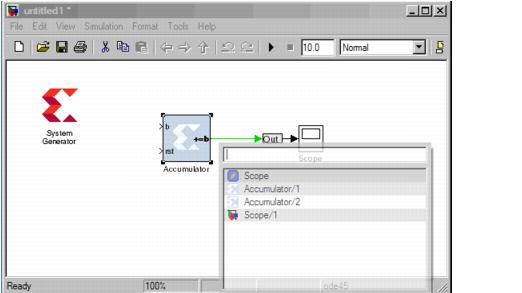 untitled1 *
File Edit View Simulation Format Tools Help
10.0 Normal
System
Generator
b
rst
+=b
Accumulator
Out
Scope
Scope
Accumulator/1
Accumulator/2
Scope/1
Ready 100% ode45